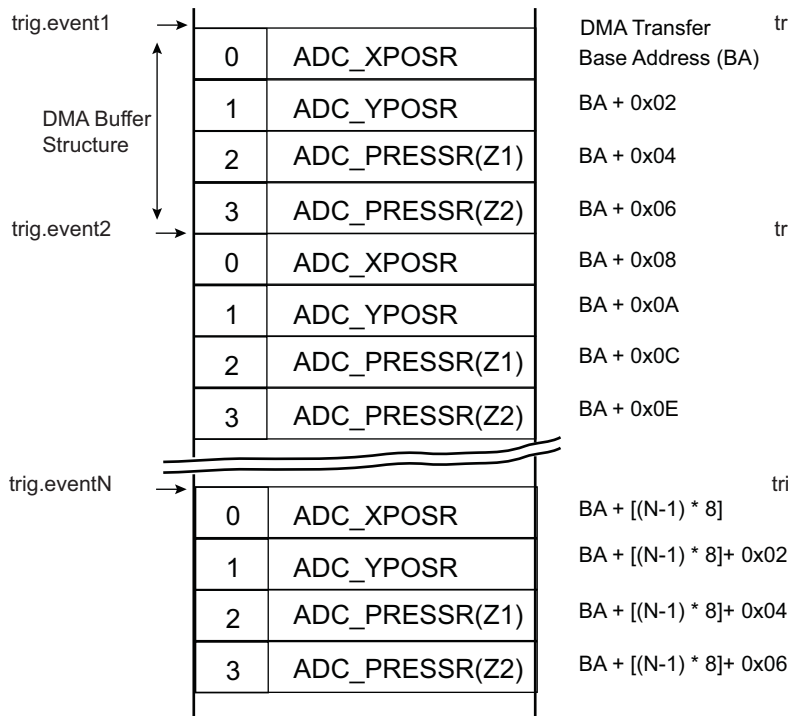 trig.event1 DMA Transfer tr
0 ADC_XPOSR Base Address (BA)
1 ADC_YPOSR BA + 0x02
DMA Buffer
Structure
2 ADC_PRESSR(Z1) BA + 0x04
3 ADC_PRESSR(Z2) BA + 0x06
trig.event2 tr
0 ADC_XPOSR BA + 0x08
1 ADC_YPOSR BA + 0x0A
2 ADC_PRESSR(Z1) BA + 0x0C
3 ADC_PRESSR(Z2) BA + 0x0E
trig.eventN tri
0 ADC_XPOSR BA + [(N-1) * 8]
1 ADC_YPOSR BA + [(N-1) * 8]+ 0x02
2 ADC_PRESSR(Z1) BA + [(N-1) * 8]+ 0x04
3 ADC_PRESSR(Z2) BA + [(N-1) * 8]+ 0x06